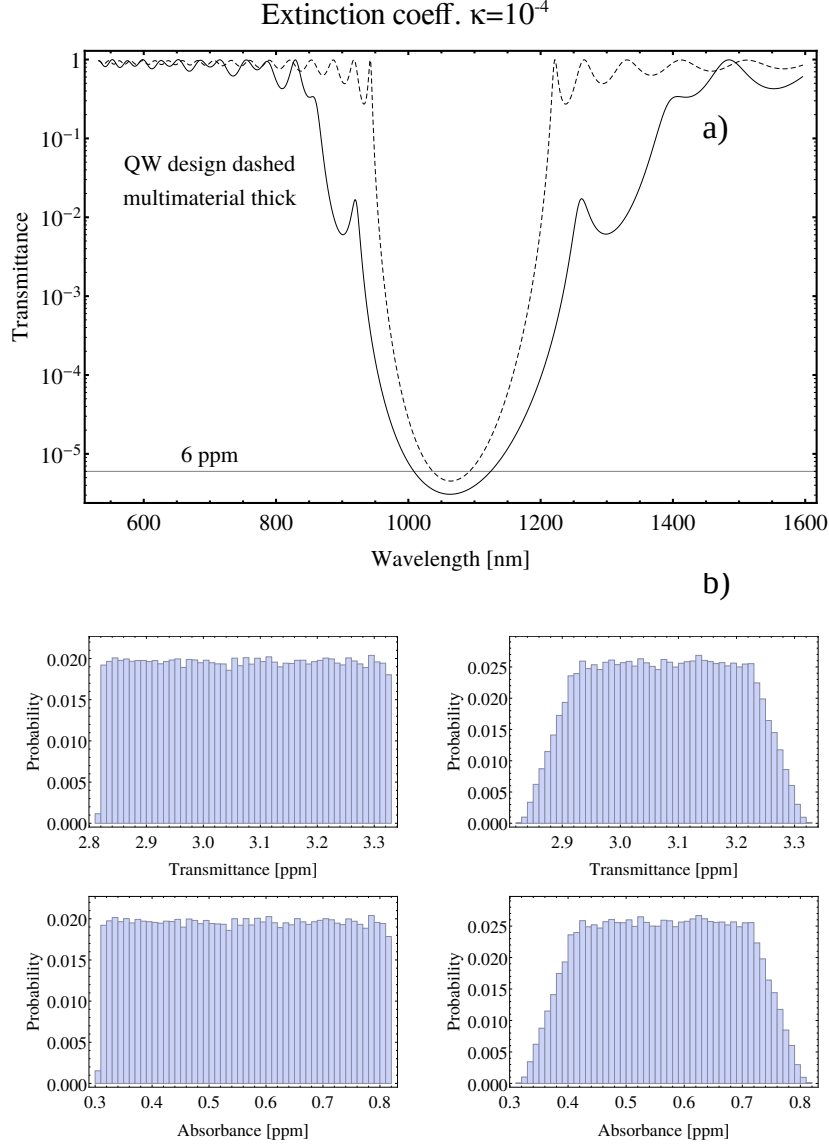 Extinction coeff. κ=10⁻⁴
1
10⁻¹
10⁻²
10⁻³
10⁻⁴
10⁻⁵
Transmittance
a)
QW design dashed
multimaterial thick
6 ppm
600 800 1000 1200 1400 1600
Wavelength [nm]
b)
0.020
0.015
0.010
0.005
0.000
Probability
2.8 2.9 3.0 3.1 3.2 3.3
Transmittance [ppm]
0.025
0.020
0.015
0.010
0.005
0.000
Probability
2.9 3.0 3.1 3.2 3.3
Transmittance [ppm]
0.020
0.015
0.010
0.005
0.000
Probability
0.3 0.4 0.5 0.6 0.7 0.8
Absorbance [ppm]
0.025
0.020
0.015
0.010
0.005
0.000
Probability
0.3 0.4 0.5 0.6 0.7 0.8
Absorbance [ppm]